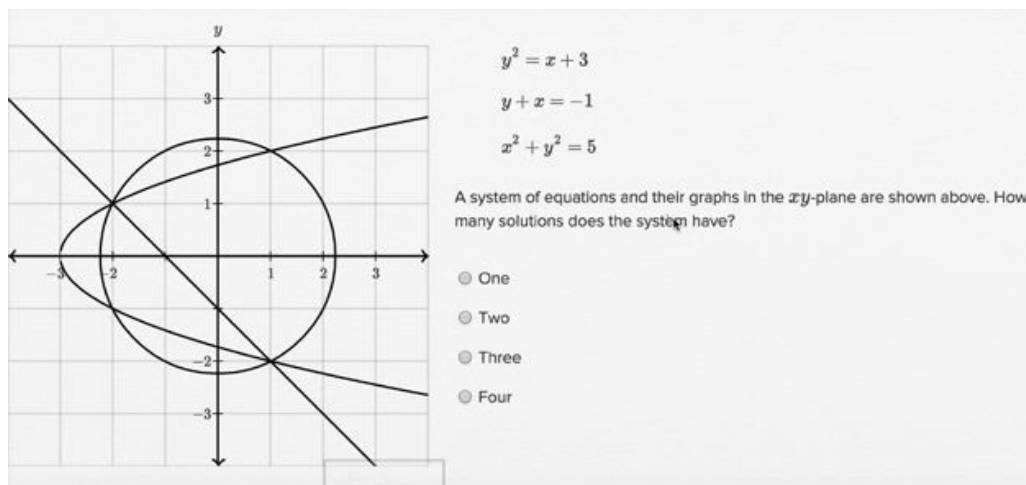 y
3
2
1
-3
-2
1
2
3
-2
-3
y² = x + 3
y + x = −1
x² + y² = 5
A system of equations and their graphs in the xy-plane are shown above. How
many solutions does the system have?
One
Two
Three
Four